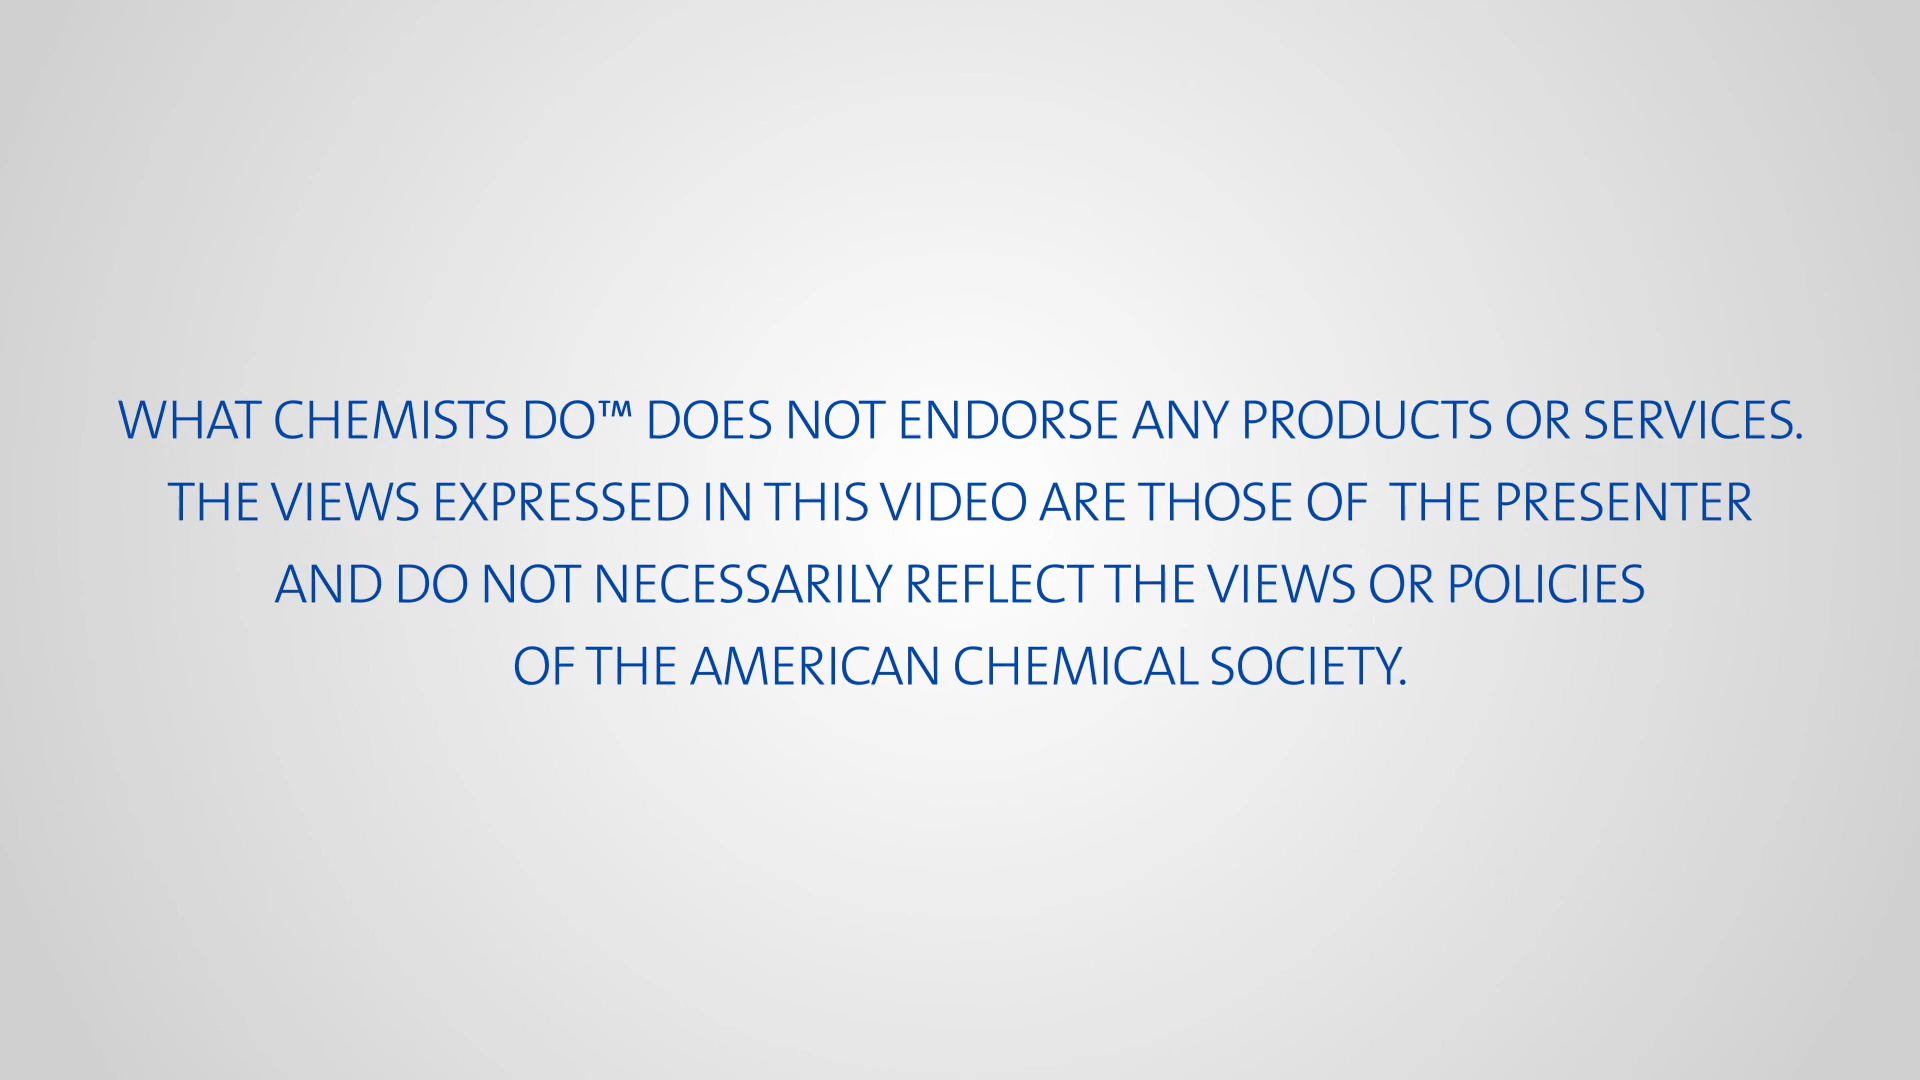 WHAT CHEMISTS DO™ DOES NOT ENDORSE ANY PRODUCTS OR SERVICES.
THE VIEWS EXPRESSED IN THIS VIDEO ARE THOSE OF  THE PRESENTER
AND DO NOT NECESSARILY REFLECT THE VIEWS OR POLICIES
OF THE AMERICAN CHEMICAL SOCIETY.